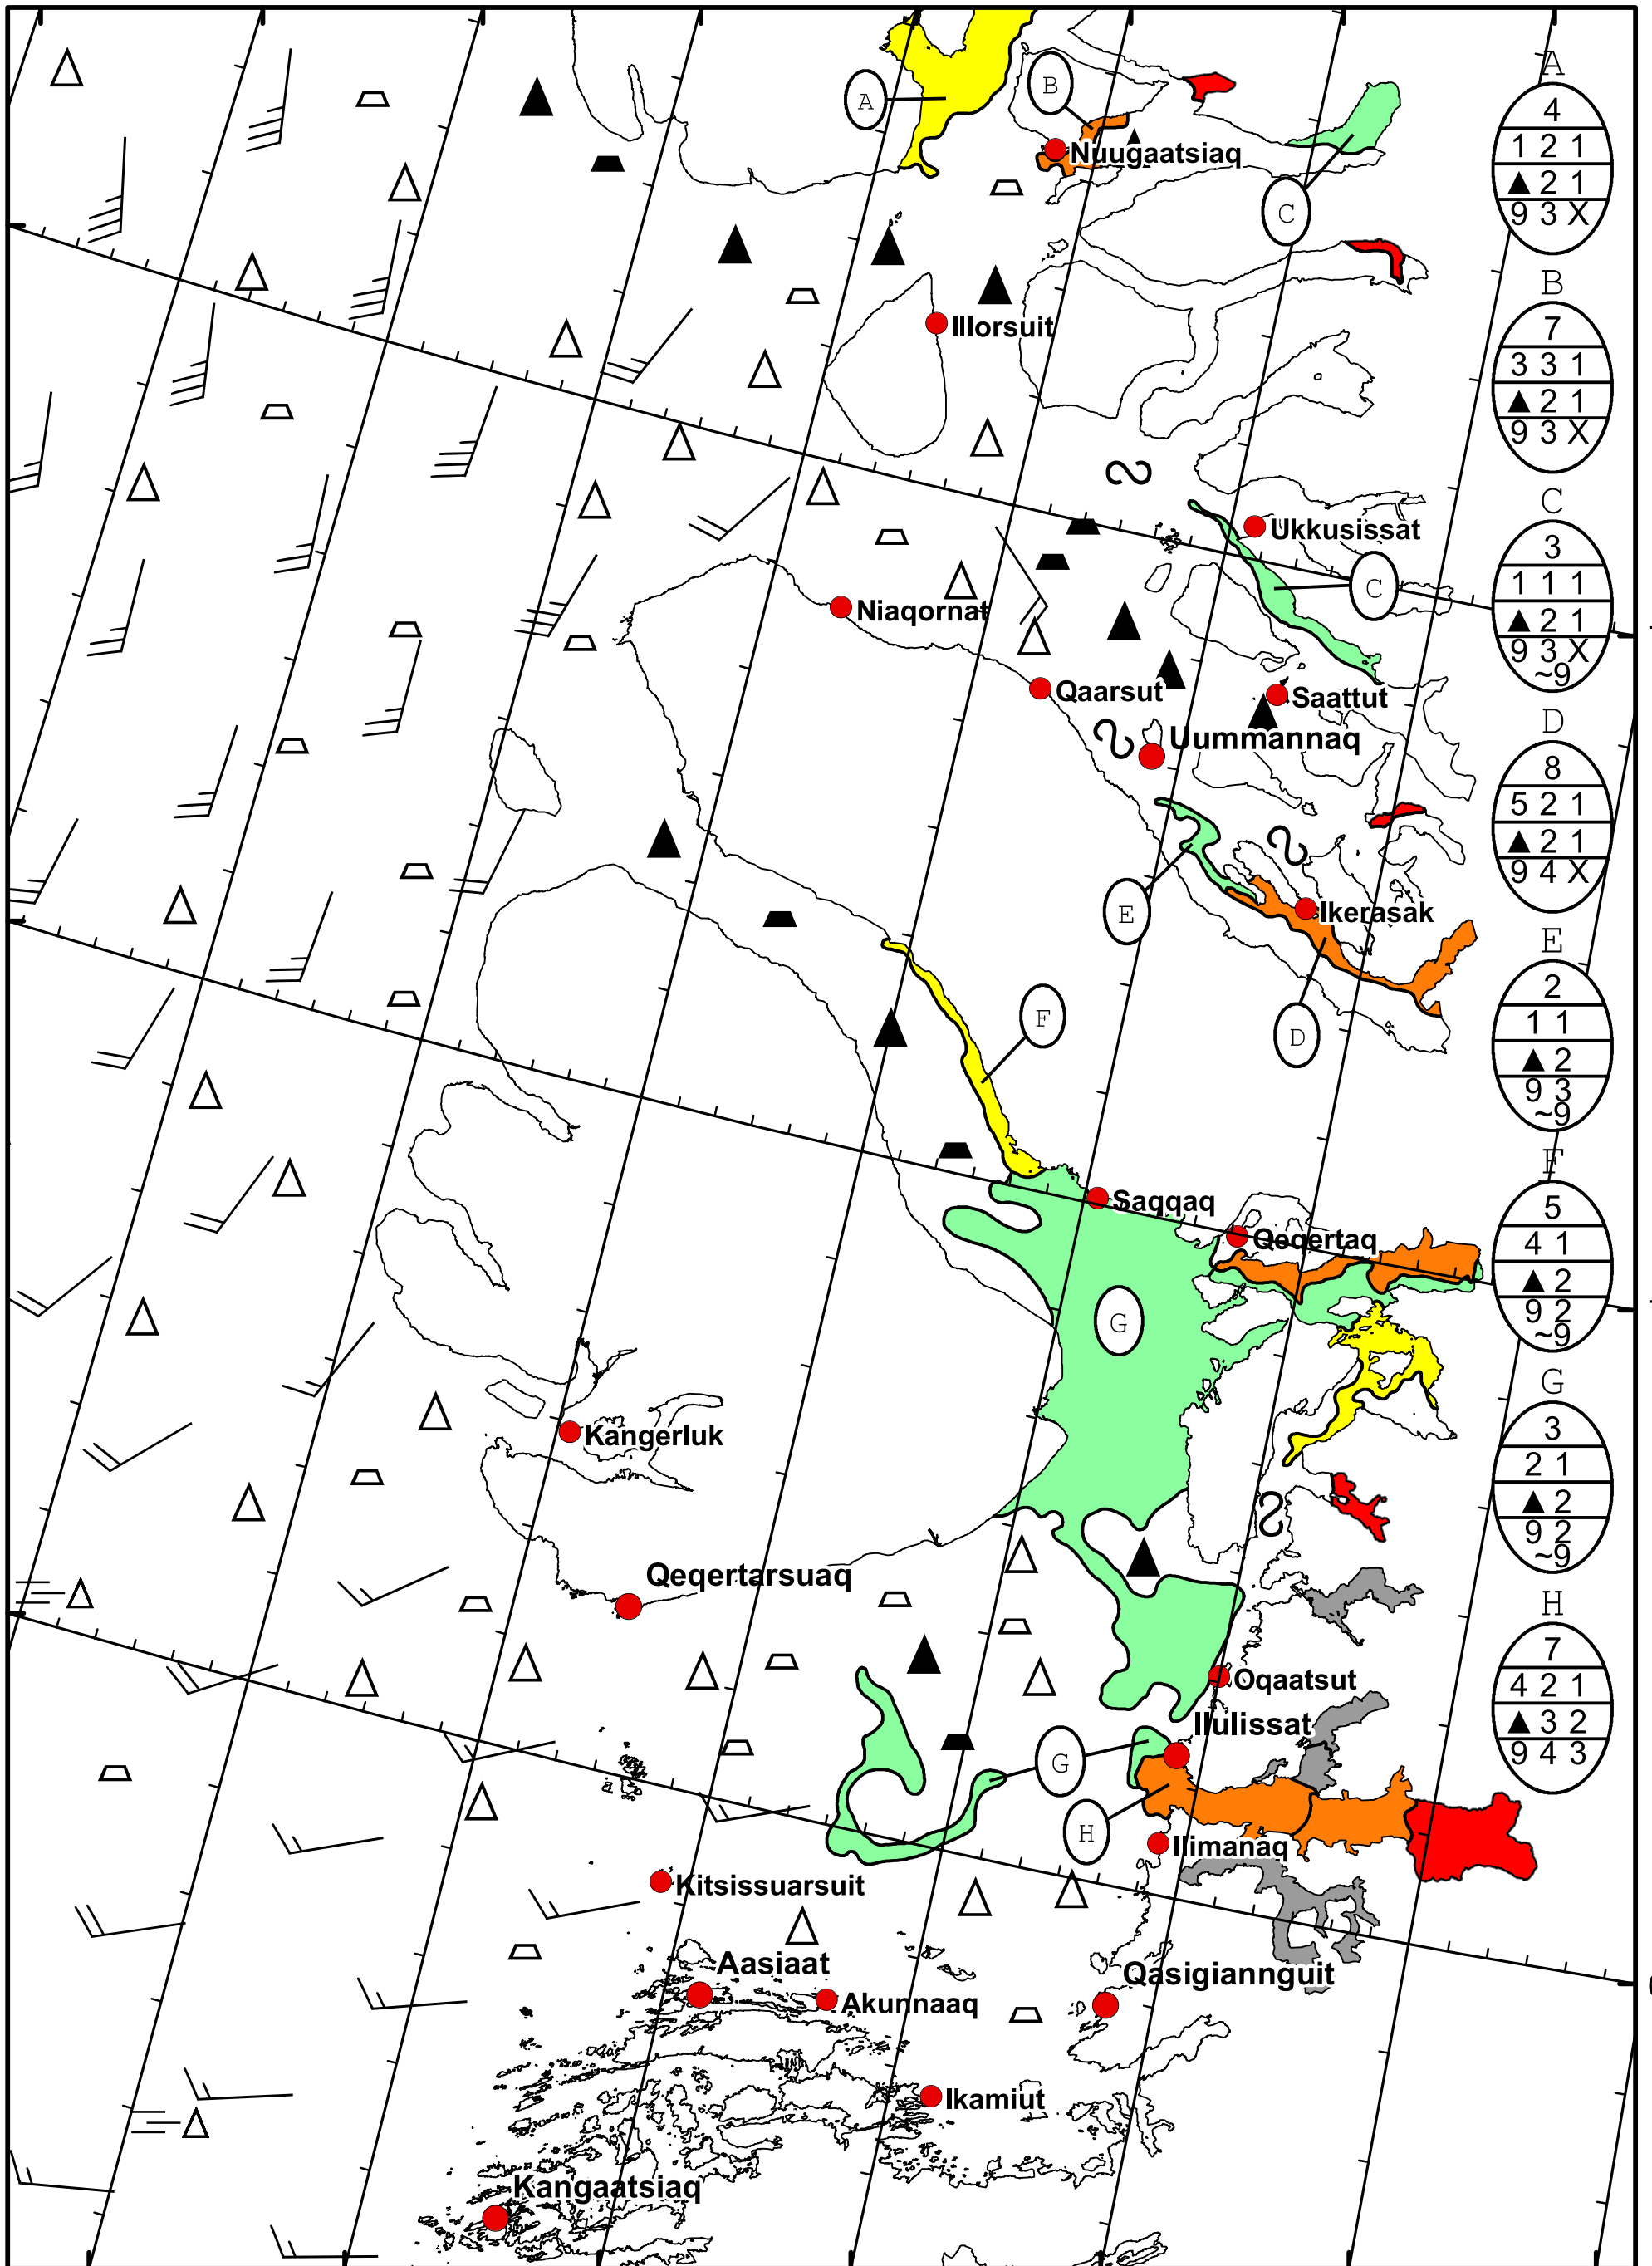 A
4
1 2 1
▲ 2 1
9 3 X
B
7
3 3 1
▲ 2 1
9 3 X
C
3
1 1 1
▲ 2 1
9 3 X
~9
D
8
5 2 1
▲ 2 1
9 4 X
E
2
1 1
▲ 2
9 3
~9
F
5
4 1
▲ 2
9 2
~9
G
3
2 1
▲ 2
9 2
~9
H
7
4 2 1
▲ 3 2
9 4 3
A
B
Nuugaatsiaq
C
Illorsuit
Ukkusissat
C
Niaqornat
Qaarsut
Saattut
Uummannaq
E
Ikerasak
F
D
Saqqaq
Qeqertaq
G
Kangerluk
Qeqertarsuaq
Oqaatsut
Ilulissat
G
H
Ilimanaq
Kitsissuarsuit
Aasiaat
Qasigiannguit
Akunnaaq
Ikamiut
Kangaatsiaq